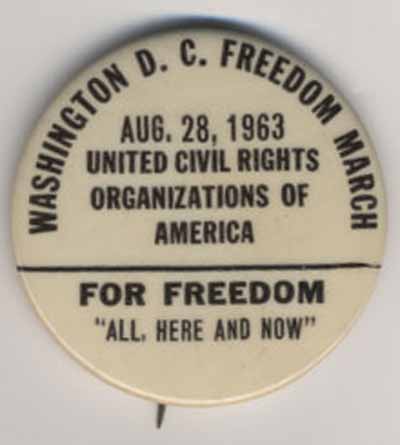 WASHINGTON D. C. FREEDOM MARCH
AUG. 28, 1963
UNITED CIVIL RIGHTS
ORGANIZATIONS OF
AMERICA
FOR FREEDOM
"ALL, HERE AND NOW"